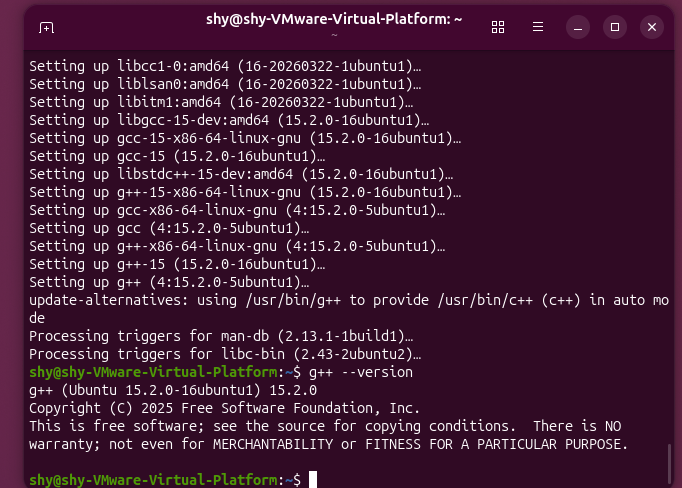 shy@shy-VMware-Virtual-Platform: ~
~
Setting up libcc1-0:amd64 (16-20260322-1ubuntu1)…
Setting up liblsan0:amd64 (16-20260322-1ubuntu1)…
Setting up libitm1:amd64 (16-20260322-1ubuntu1)…
Setting up libgcc-15-dev:amd64 (15.2.0-16ubuntu1)…
Setting up gcc-15-x86-64-linux-gnu (15.2.0-16ubuntu1)…
Setting up gcc-15 (15.2.0-16ubuntu1)…
Setting up libstdc++-15-dev:amd64 (15.2.0-16ubuntu1)…
Setting up g++-15-x86-64-linux-gnu (15.2.0-16ubuntu1)…
Setting up gcc-x86-64-linux-gnu (4:15.2.0-5ubuntu1)…
Setting up gcc (4:15.2.0-5ubuntu1)…
Setting up g++-x86-64-linux-gnu (4:15.2.0-5ubuntu1)…
Setting up g++-15 (15.2.0-16ubuntu1)…
Setting up g++ (4:15.2.0-5ubuntu1)…
update-alternatives: using /usr/bin/g++ to provide /usr/bin/c++ (c++) in auto mo
de
Processing triggers for man-db (2.13.1-1build1)…
Processing triggers for libc-bin (2.43-2ubuntu2)…
shy@shy-VMware-Virtual-Platform:~$ g++ --version
g++ (Ubuntu 15.2.0-16ubuntu1) 15.2.0
Copyright (C) 2025 Free Software Foundation, Inc.
This is free software; see the source for copying conditions.  There is NO
warranty; not even for MERCHANTABILITY or FITNESS FOR A PARTICULAR PURPOSE.
shy@shy-VMware-Virtual-Platform:~$